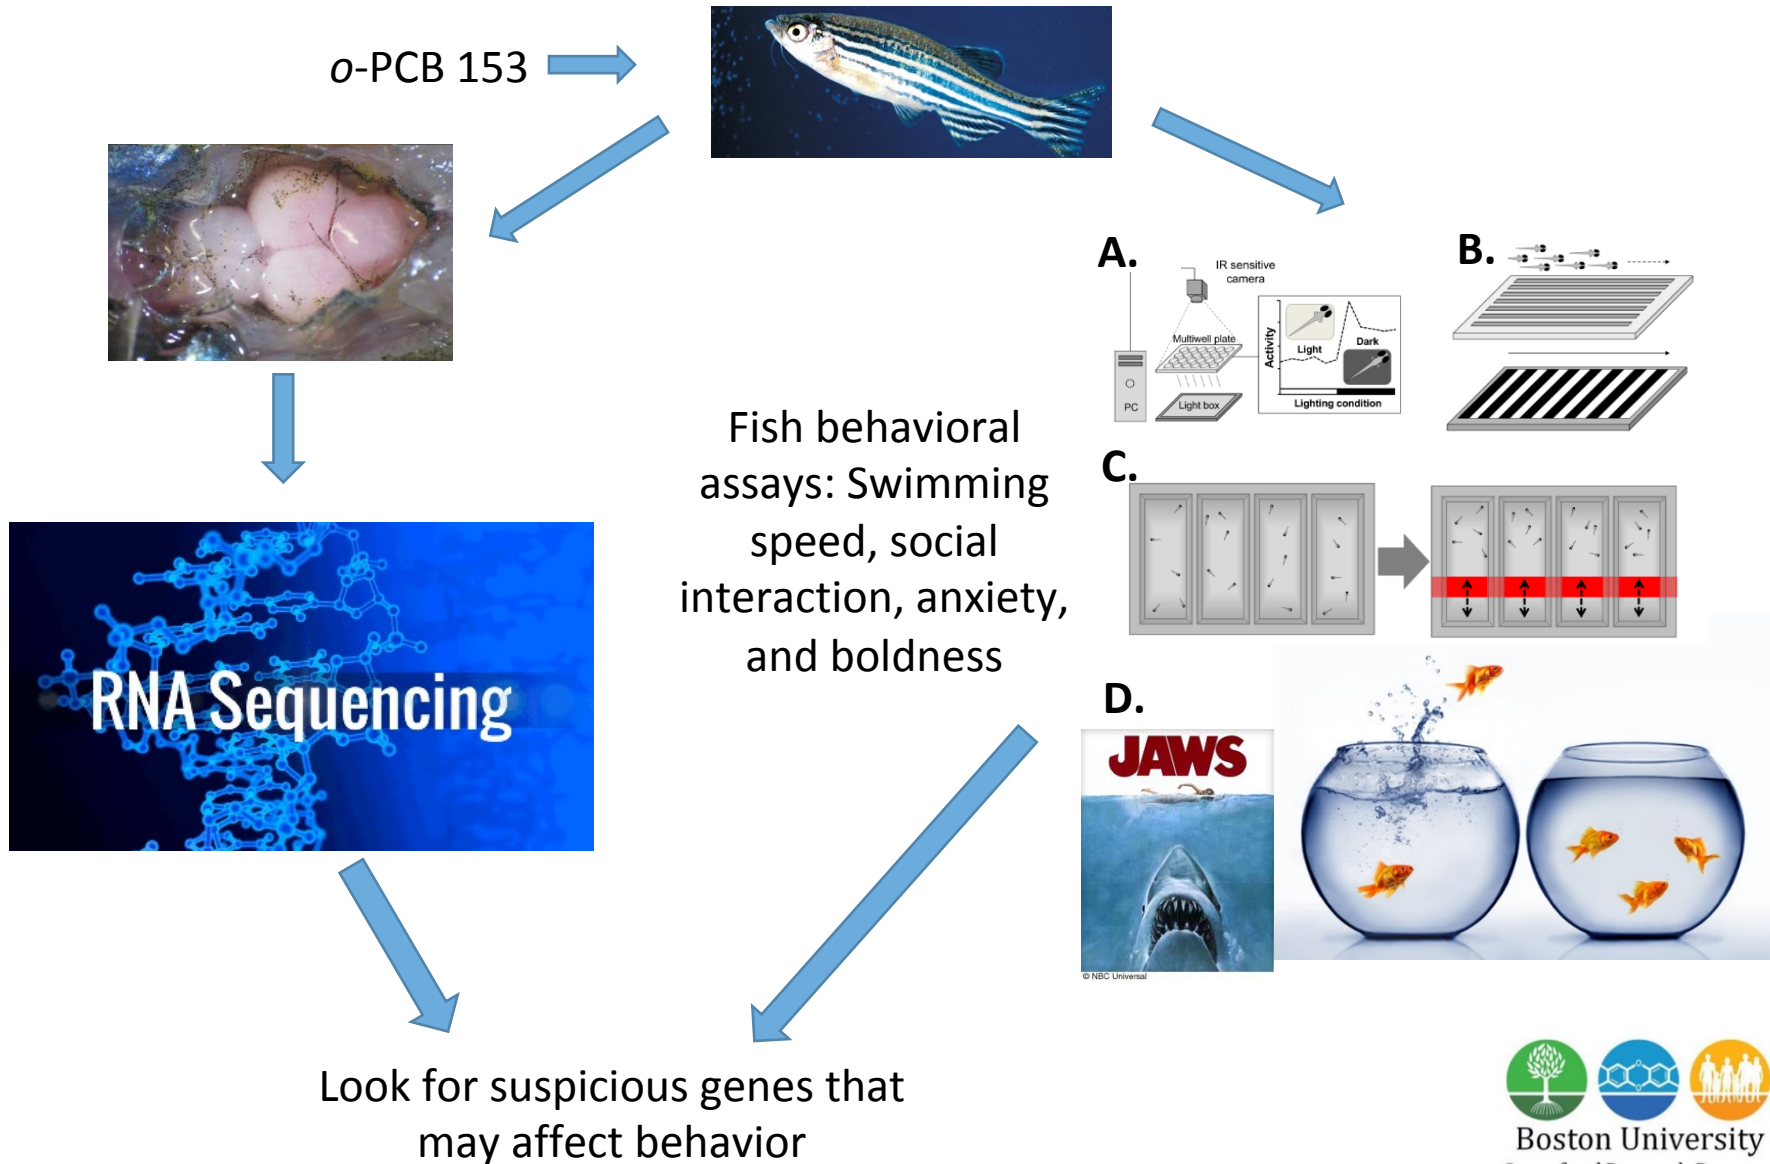 o-PCB 153
A.
IR sensitive
camera
Multiwell plate
PC
Light box
Activity
Light
Dark
Lighting condition
B.
Fish behavioral
assays: Swimming
speed, social
interaction, anxiety,
and boldness
C.
RNA Sequencing
D.
JAWS
© NBC Universal
Look for suspicious genes that
may affect behavior
Boston University